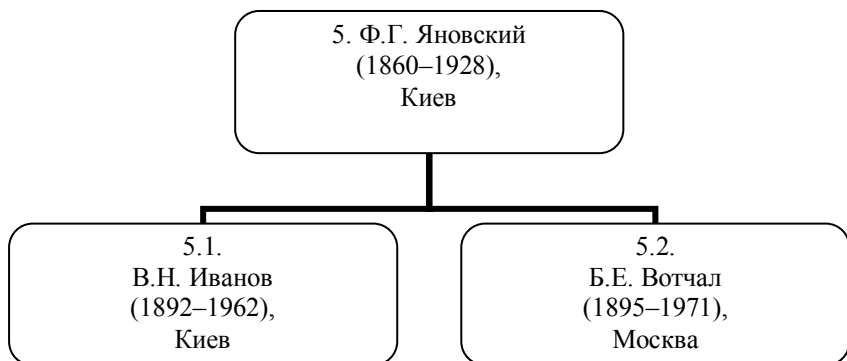 5. Ф.Г. Яновский
(1860–1928),
Киев
5.1.
В.Н. Иванов
(1892–1962),
Киев
5.2.
Б.Е. Вотчал
(1895–1971),
Москва